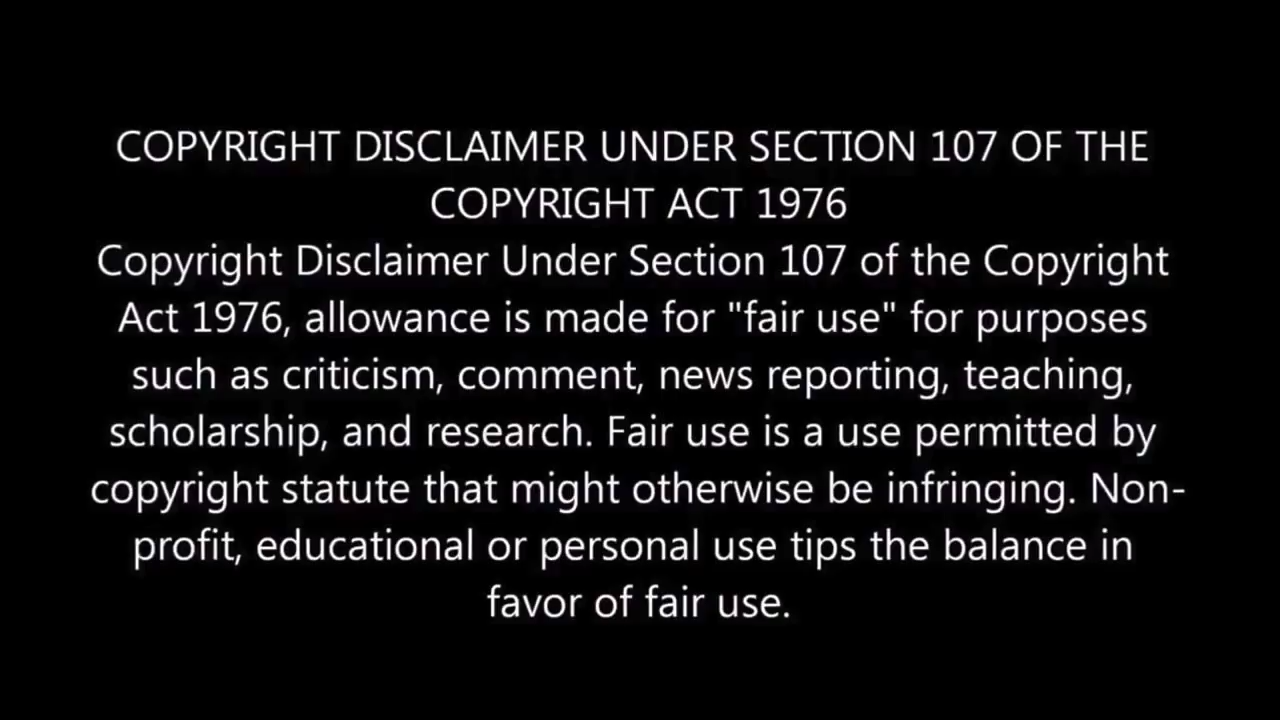 COPYRIGHT DISCLAIMER UNDER SECTION 107 OF THE
COPYRIGHT ACT 1976
Copyright Disclaimer Under Section 107 of the Copyright
Act 1976, allowance is made for "fair use" for purposes
such as criticism, comment, news reporting, teaching,
scholarship, and research. Fair use is a use permitted by
copyright statute that might otherwise be infringing. Non-
profit, educational or personal use tips the balance in
favor of fair use.